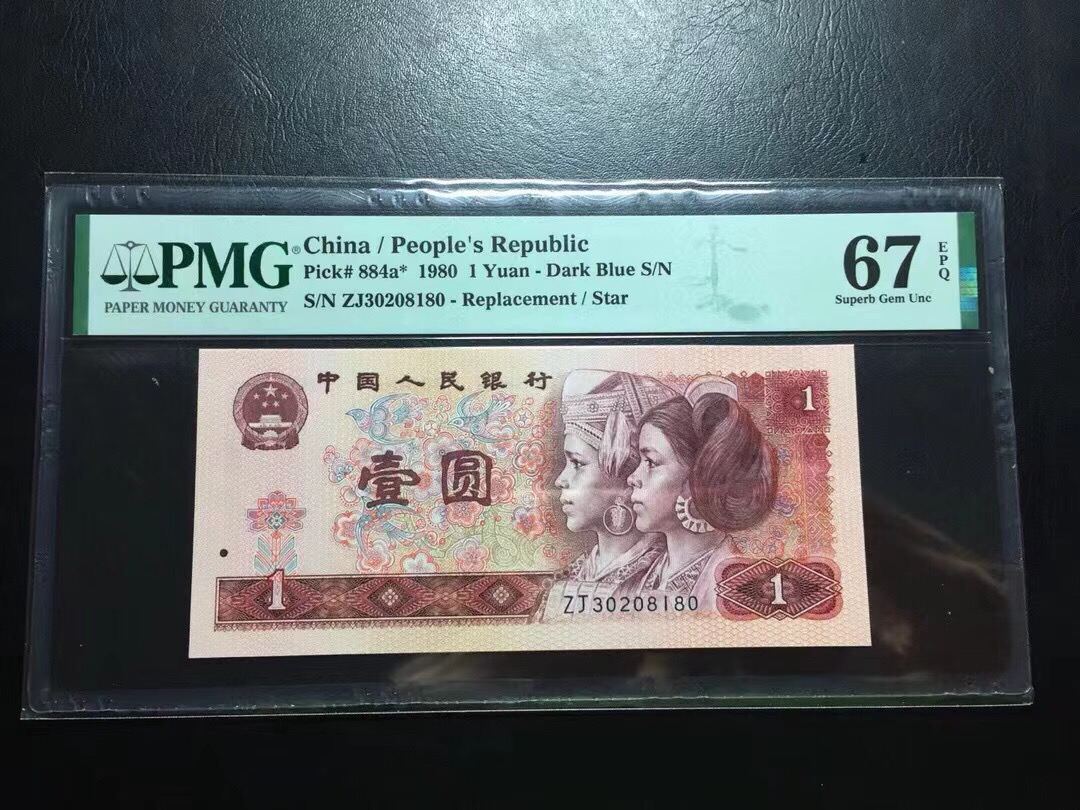 PMG®
PAPER MONEY GUARANTY
China / People's Republic
Pick# 884a* 1980 1 Yuan - Dark Blue S/N
S/N ZJ30208180 - Replacement / Star
67
EPQ
Superb Gem Unc
中国人民银行
1
壹圆
1
ZJ30208180
1